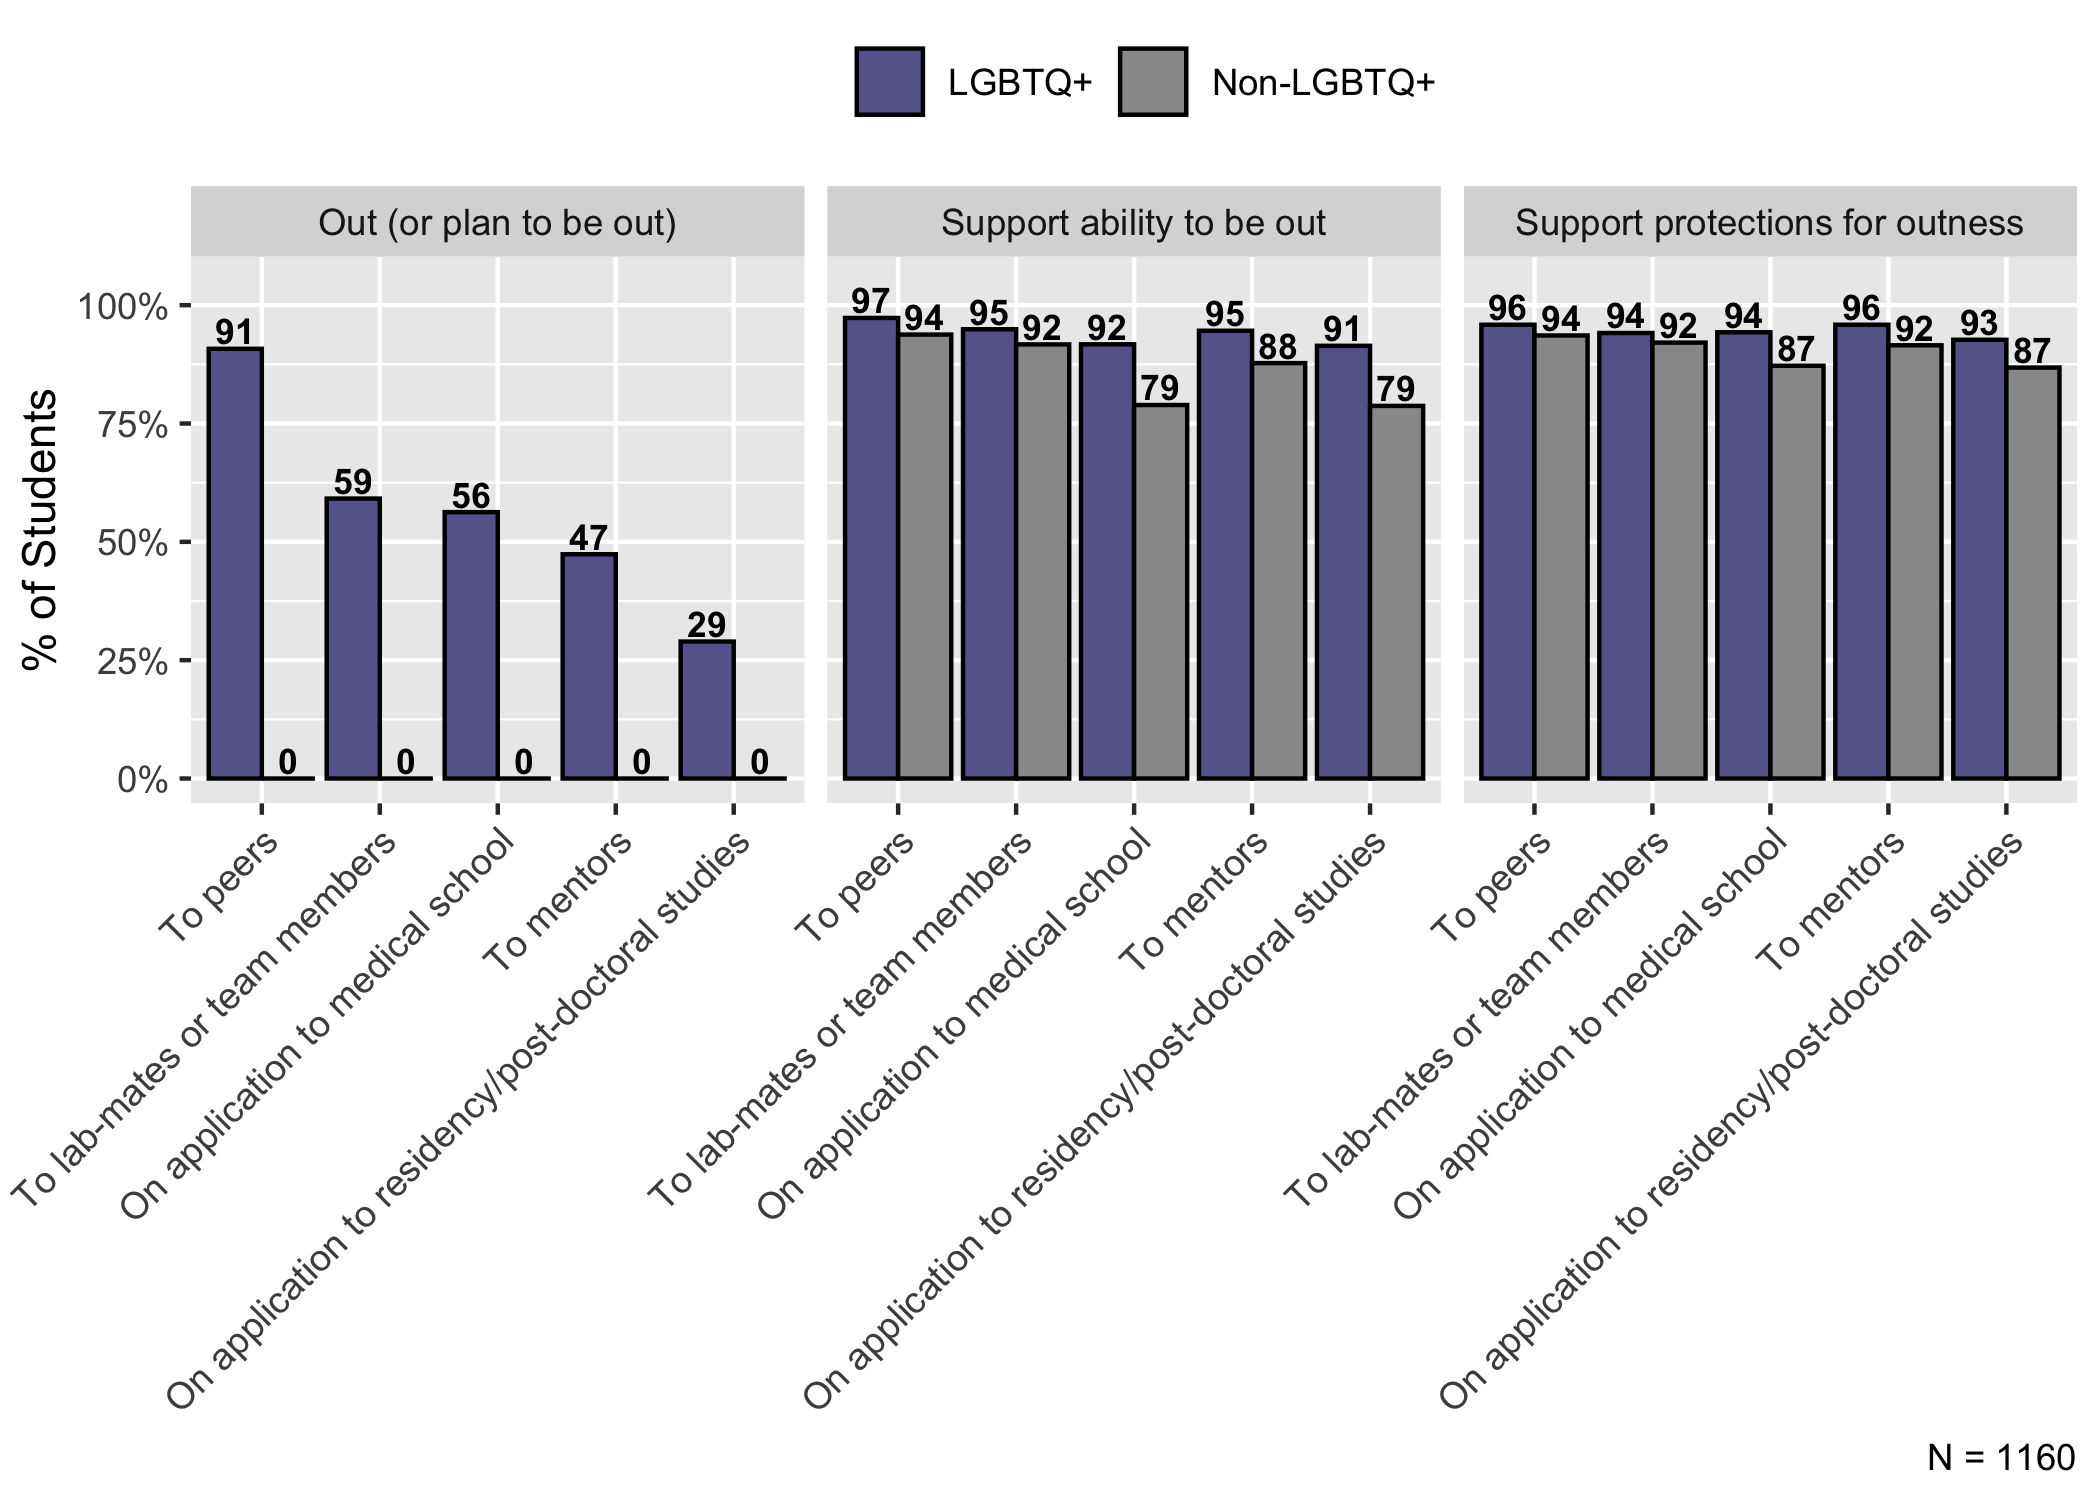 LGBTQ+ Non-LGBTQ+
Out (or plan to be out)
Support ability to be out
Support protections for outness
% of Students
100%
75%
50%
25%
0%
91 0 59 0 56 0 47 0 29 0
97 94 95 92 92 79 95 88 91 79
96 94 94 92 94 87 96 92 93 87
To peers
To lab-mates or team members
On application to medical school
To mentors
On application to residency/post-doctoral studies
To peers
To lab-mates or team members
On application to medical school
To mentors
On application to residency/post-doctoral studies
To peers
To lab-mates or team members
On application to medical school
To mentors
On application to residency/post-doctoral studies
N = 1160